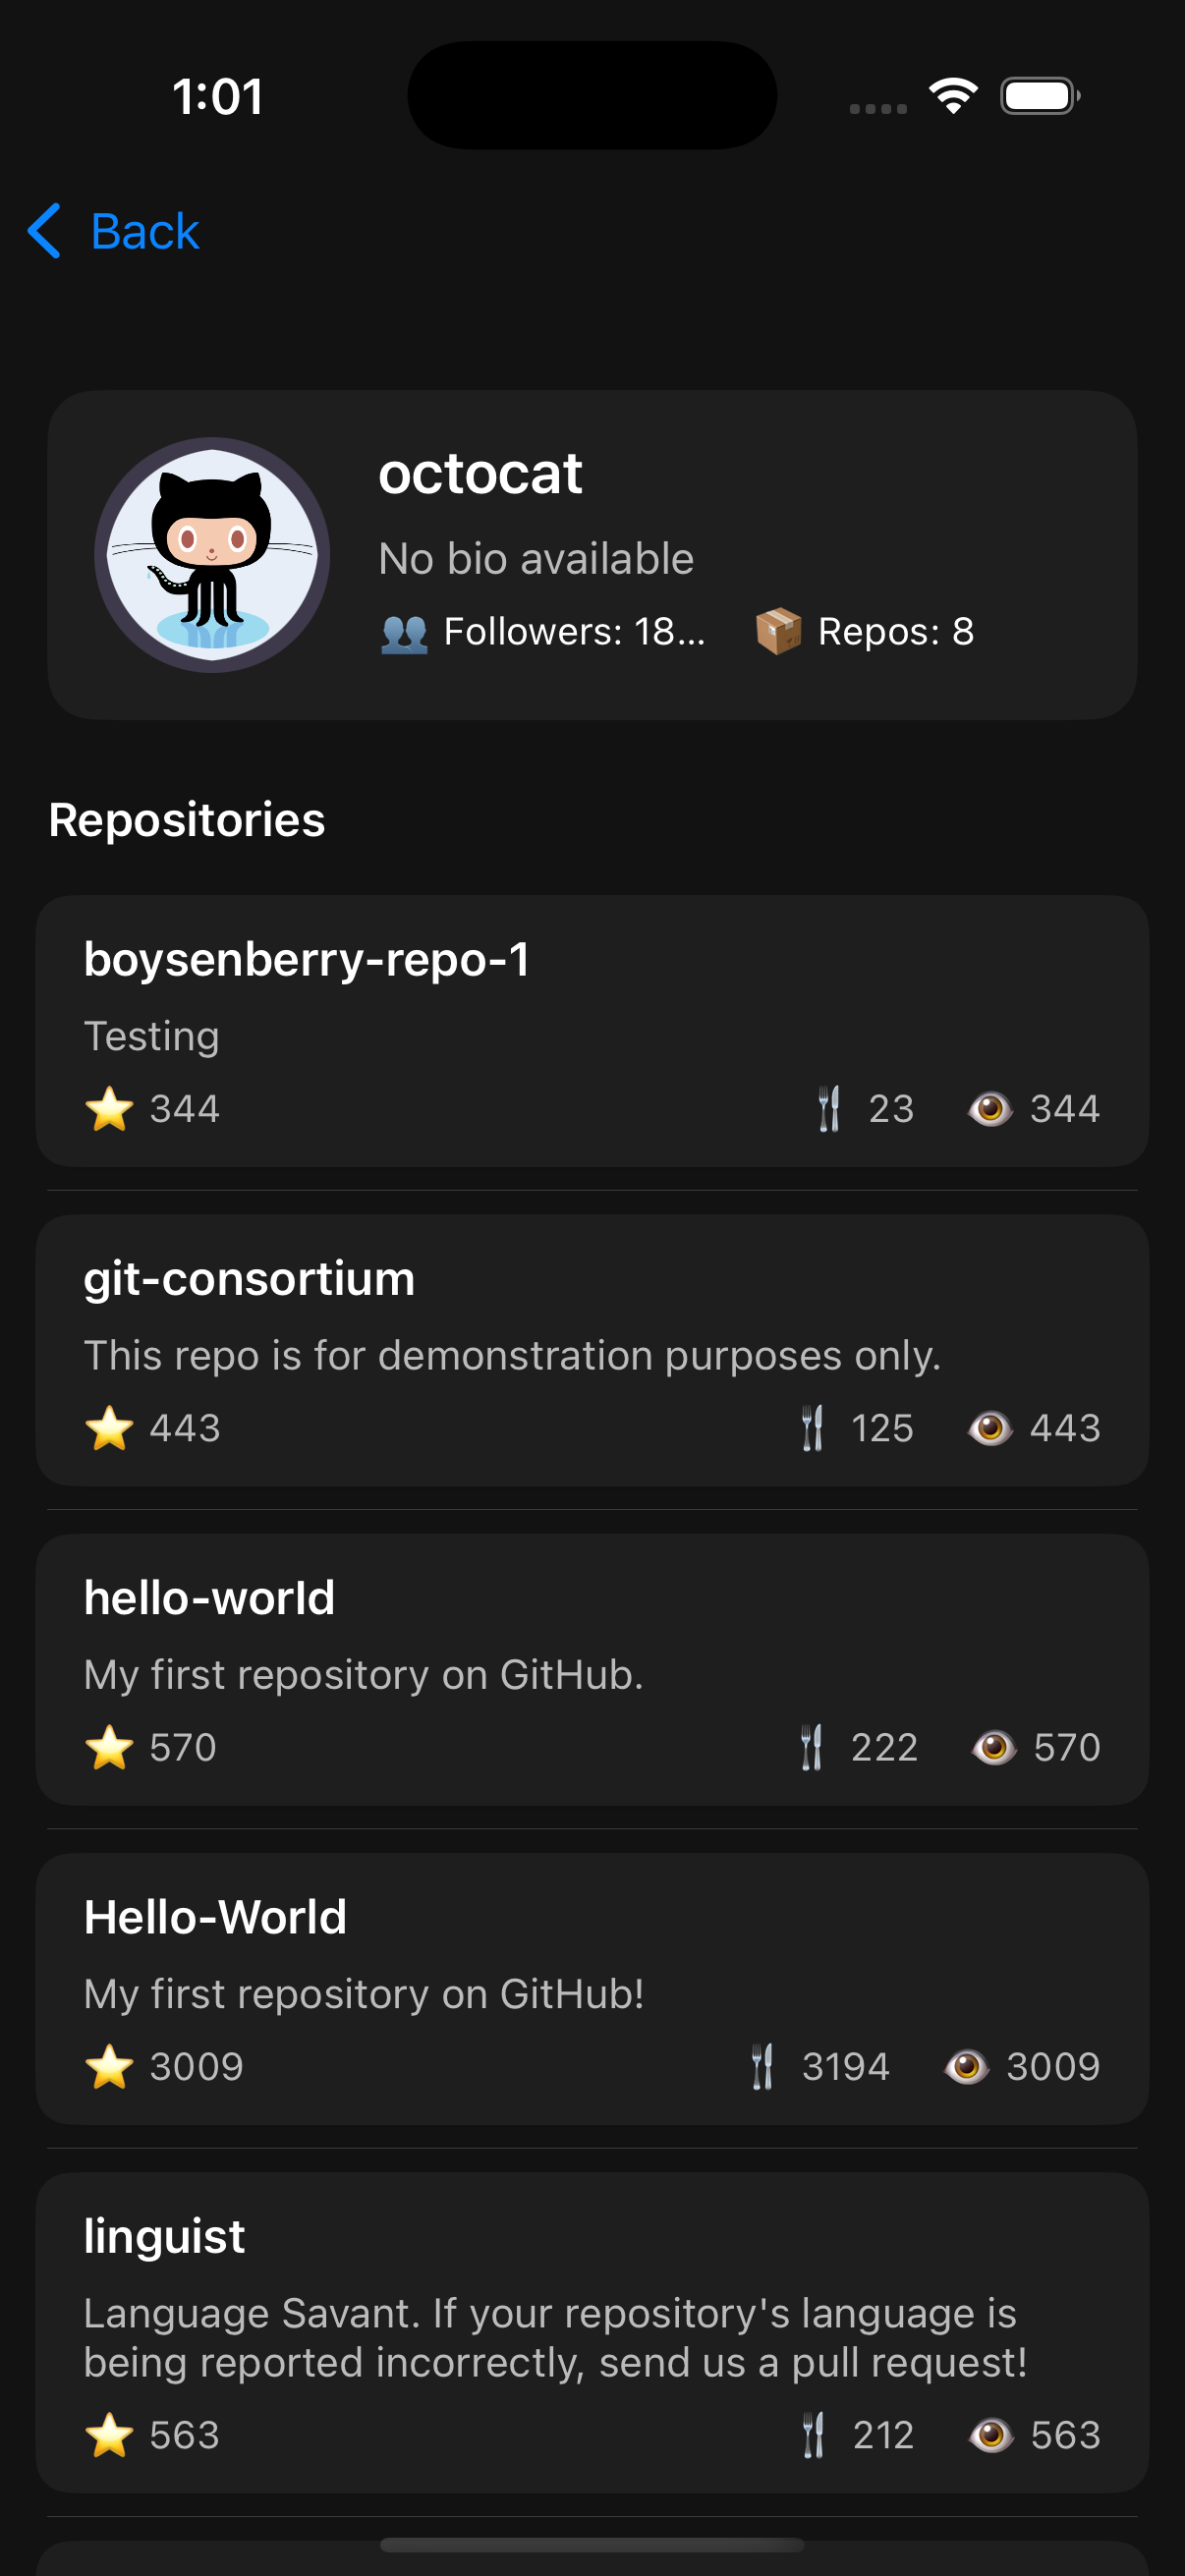 1:01
Back
octocat
No bio available
👥 Followers: 18... 📦 Repos: 8
Repositories
boysenberry-repo-1
Testing
⭐ 344 🍴 23 👁️ 344
git-consortium
This repo is for demonstration purposes only.
⭐ 443 🍴 125 👁️ 443
hello-world
My first repository on GitHub.
⭐ 570 🍴 222 👁️ 570
Hello-World
My first repository on GitHub!
⭐ 3009 🍴 3194 👁️ 3009
linguist
Language Savant. If your repository's language is
being reported incorrectly, send us a pull request!
⭐ 563 🍴 212 👁️ 563